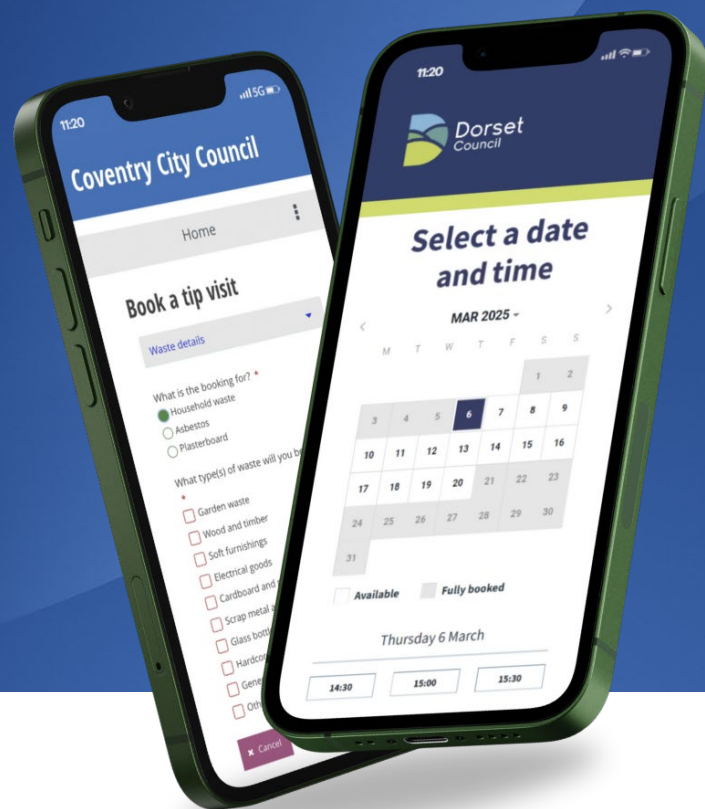 11:20
5G
Coventry City Council
Home
Book a tip visit
Waste details
What is the booking for? *
Household waste
Asbestos
Plasterboard
What type(s) of waste will you
*
Garden waste
Wood and timber
Soft furnishings
Electrical goods
Cardboard and
Scrap metal
Glass
Cancel
11:20
Dorset
Council
Select a date
and time
MAR 2025
M T W T F S S
1 2
3 4 5 6 7 8 9
10 11 12 13 14 15 16
17 18 19 20 21 22 23
24 25 26 27 28 29 30
31
Available Fully booked
Thursday 6 March
14:30 15:00 15:30